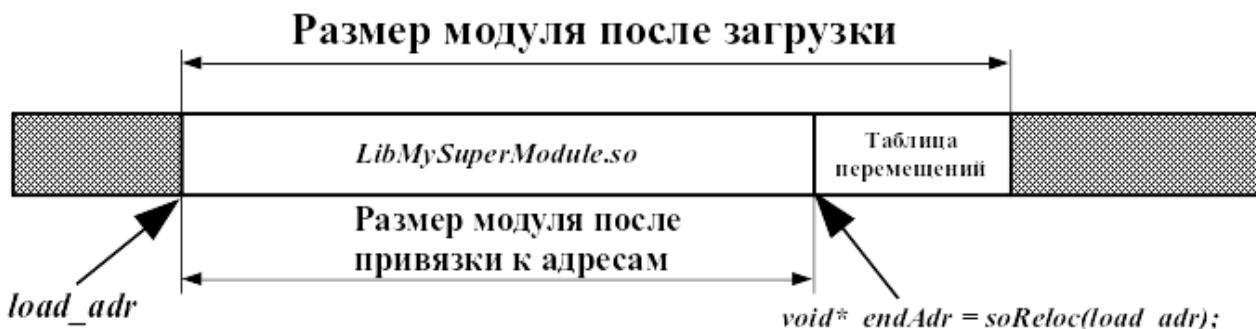 Размер модуля после загрузки
LibMySuperModule.so
Таблица
перемещений
Размер модуля после
привязки к адресам
load_adr
void* endAdr = soReloc(load_adr);